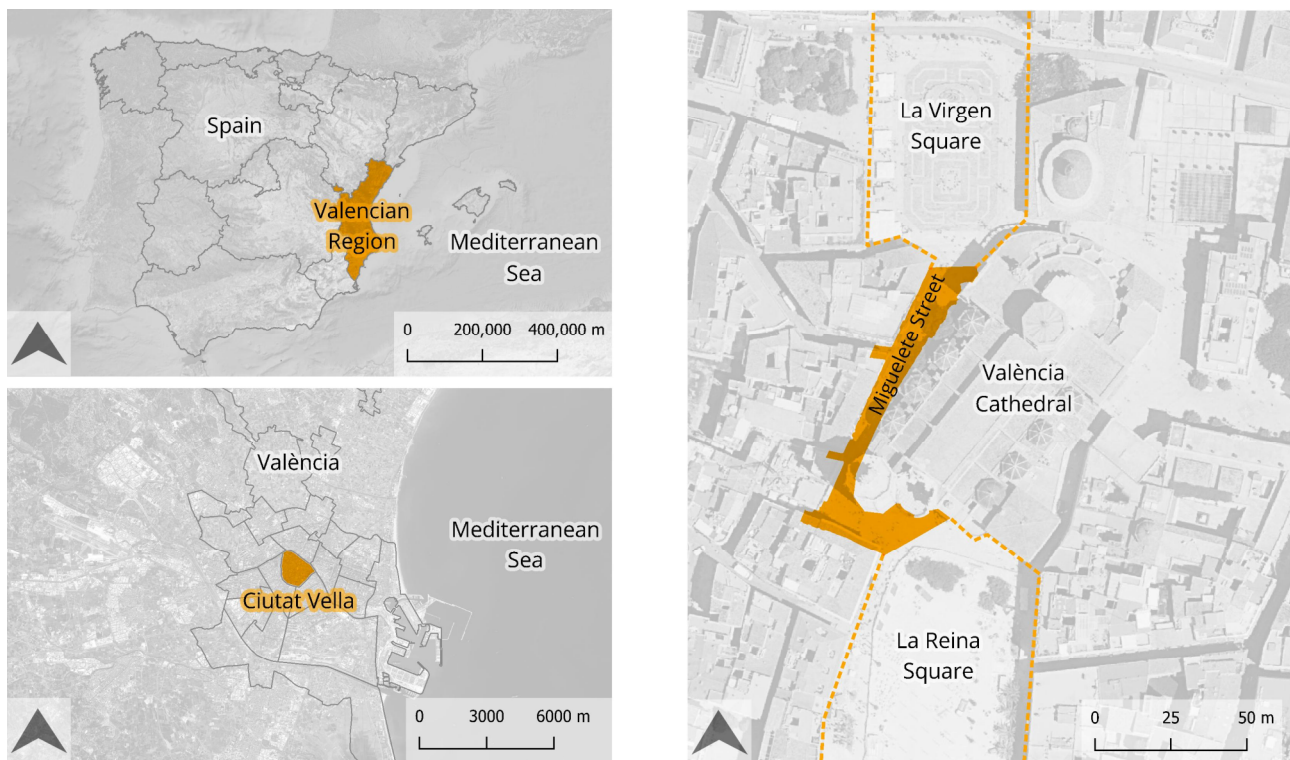 Spain
Valencian
Region
Mediterranean
Sea
0 200,000 400,000 m
València
Mediterranean
Sea
Ciutat Vella
0 3000 6000 m
La Virgen
Square
Miguelete Street
València
Cathedral
La Reina
Square
0 25 50 m